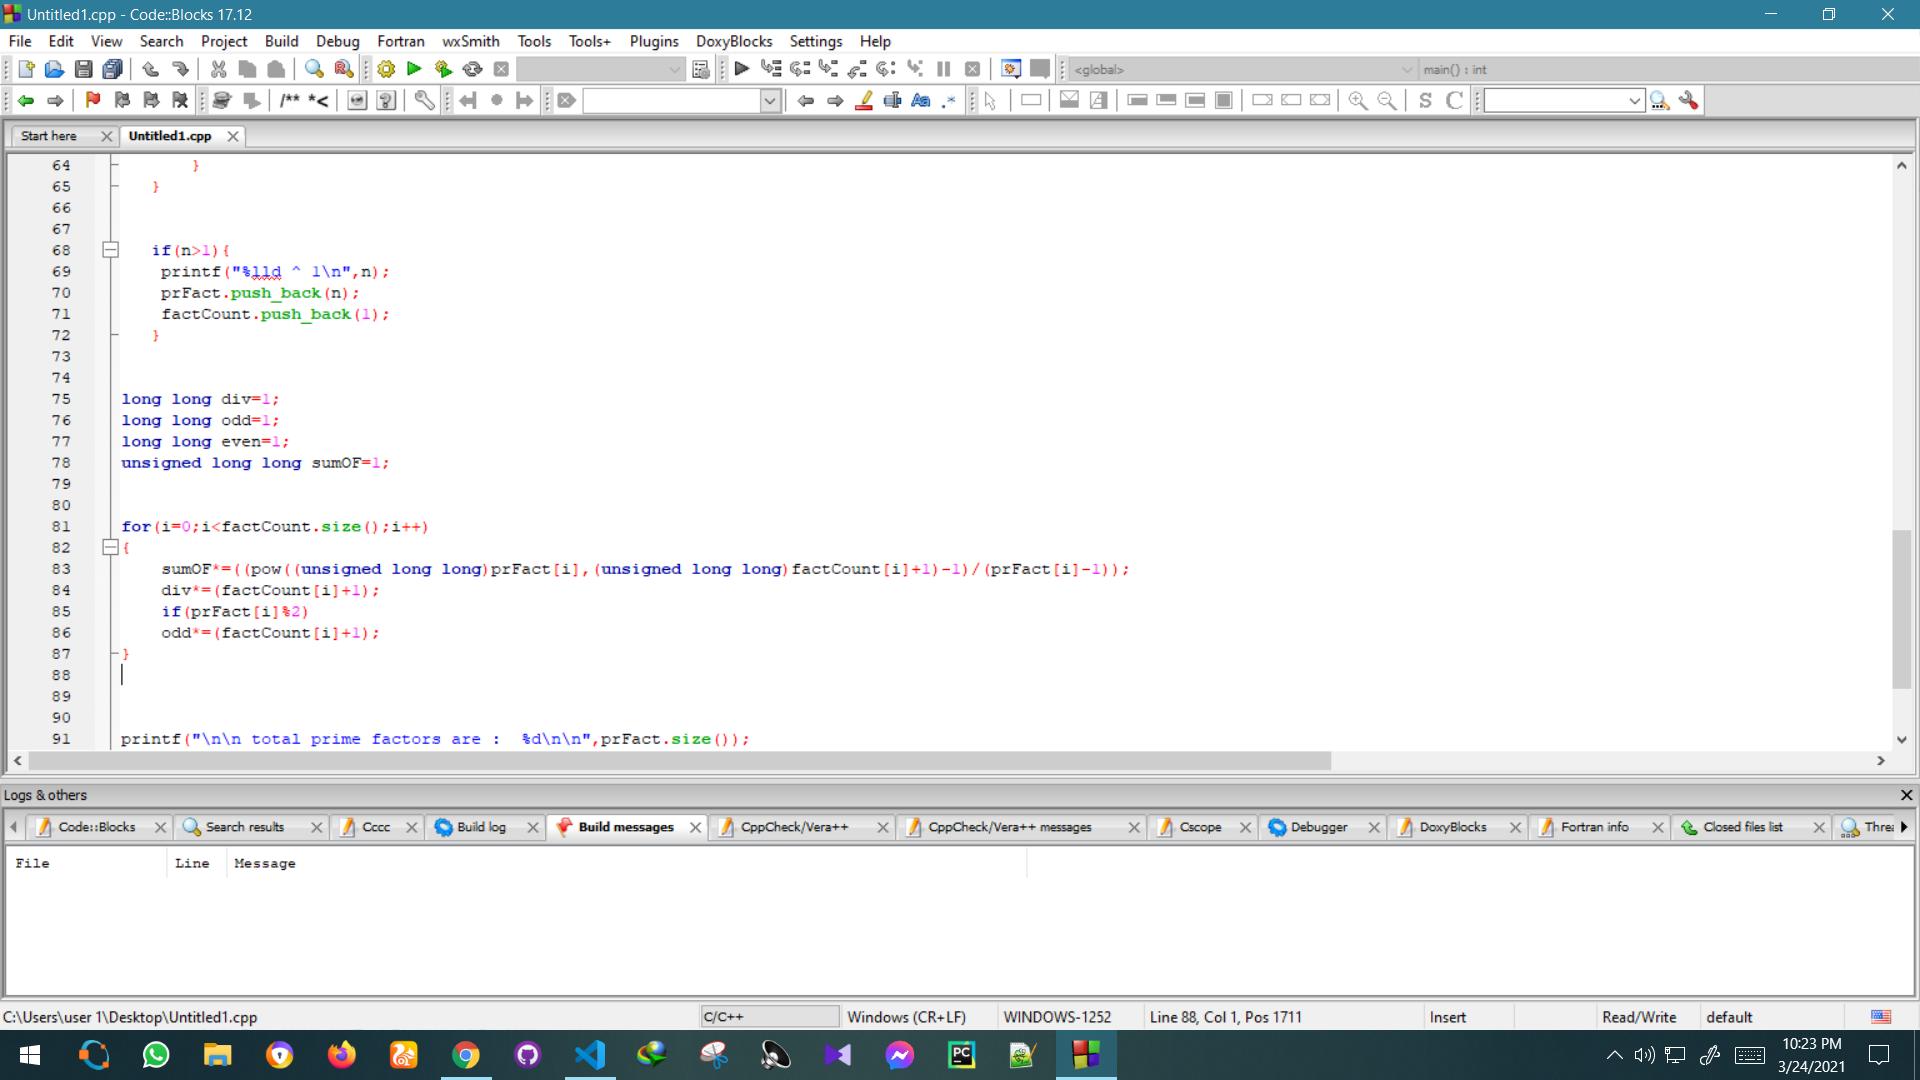 Untitled1.cpp - Code::Blocks 17.12
File Edit View Search Project Build Debug Fortran wxSmith Tools Tools+ Plugins DoxyBlocks Settings Help
<global> main() : int
/** *< Aa .* S C
Start here Untitled1.cpp
64 }
65 }
66
67
68 if(n>1){
69 printf("%lld ^ 1\n",n);
70 prFact.push_back(n);
71 factCount.push_back(1);
72 }
73
74
75 long long div=1;
76 long long odd=1;
77 long long even=1;
78 unsigned long long sumOF=1;
79
80
81 for(i=0;i<factCount.size();i++)
82 {
83 sumOF*=((pow((unsigned long long)prFact[i],(unsigned long long)factCount[i]+1)-1)/(prFact[i]-1));
84 div*=(factCount[i]+1);
85 if(prFact[i]%2)
86 odd*=(factCount[i]+1);
87 }
88
89
90
91 printf("\n\n total prime factors are :  %d\n\n",prFact.size());
Logs & others
Code::Blocks Search results Cccc Build log Build messages CppCheck/Vera++ CppCheck/Vera++ messages Cscope Debugger DoxyBlocks Fortran info Closed files list Threa
File Line Message
C:\Users\user 1\Desktop\Untitled1.cpp C/C++ Windows (CR+LF) WINDOWS-1252 Line 88, Col 1, Pos 1711 Insert Read/Write default
PC
10:23 PM
3/24/2021